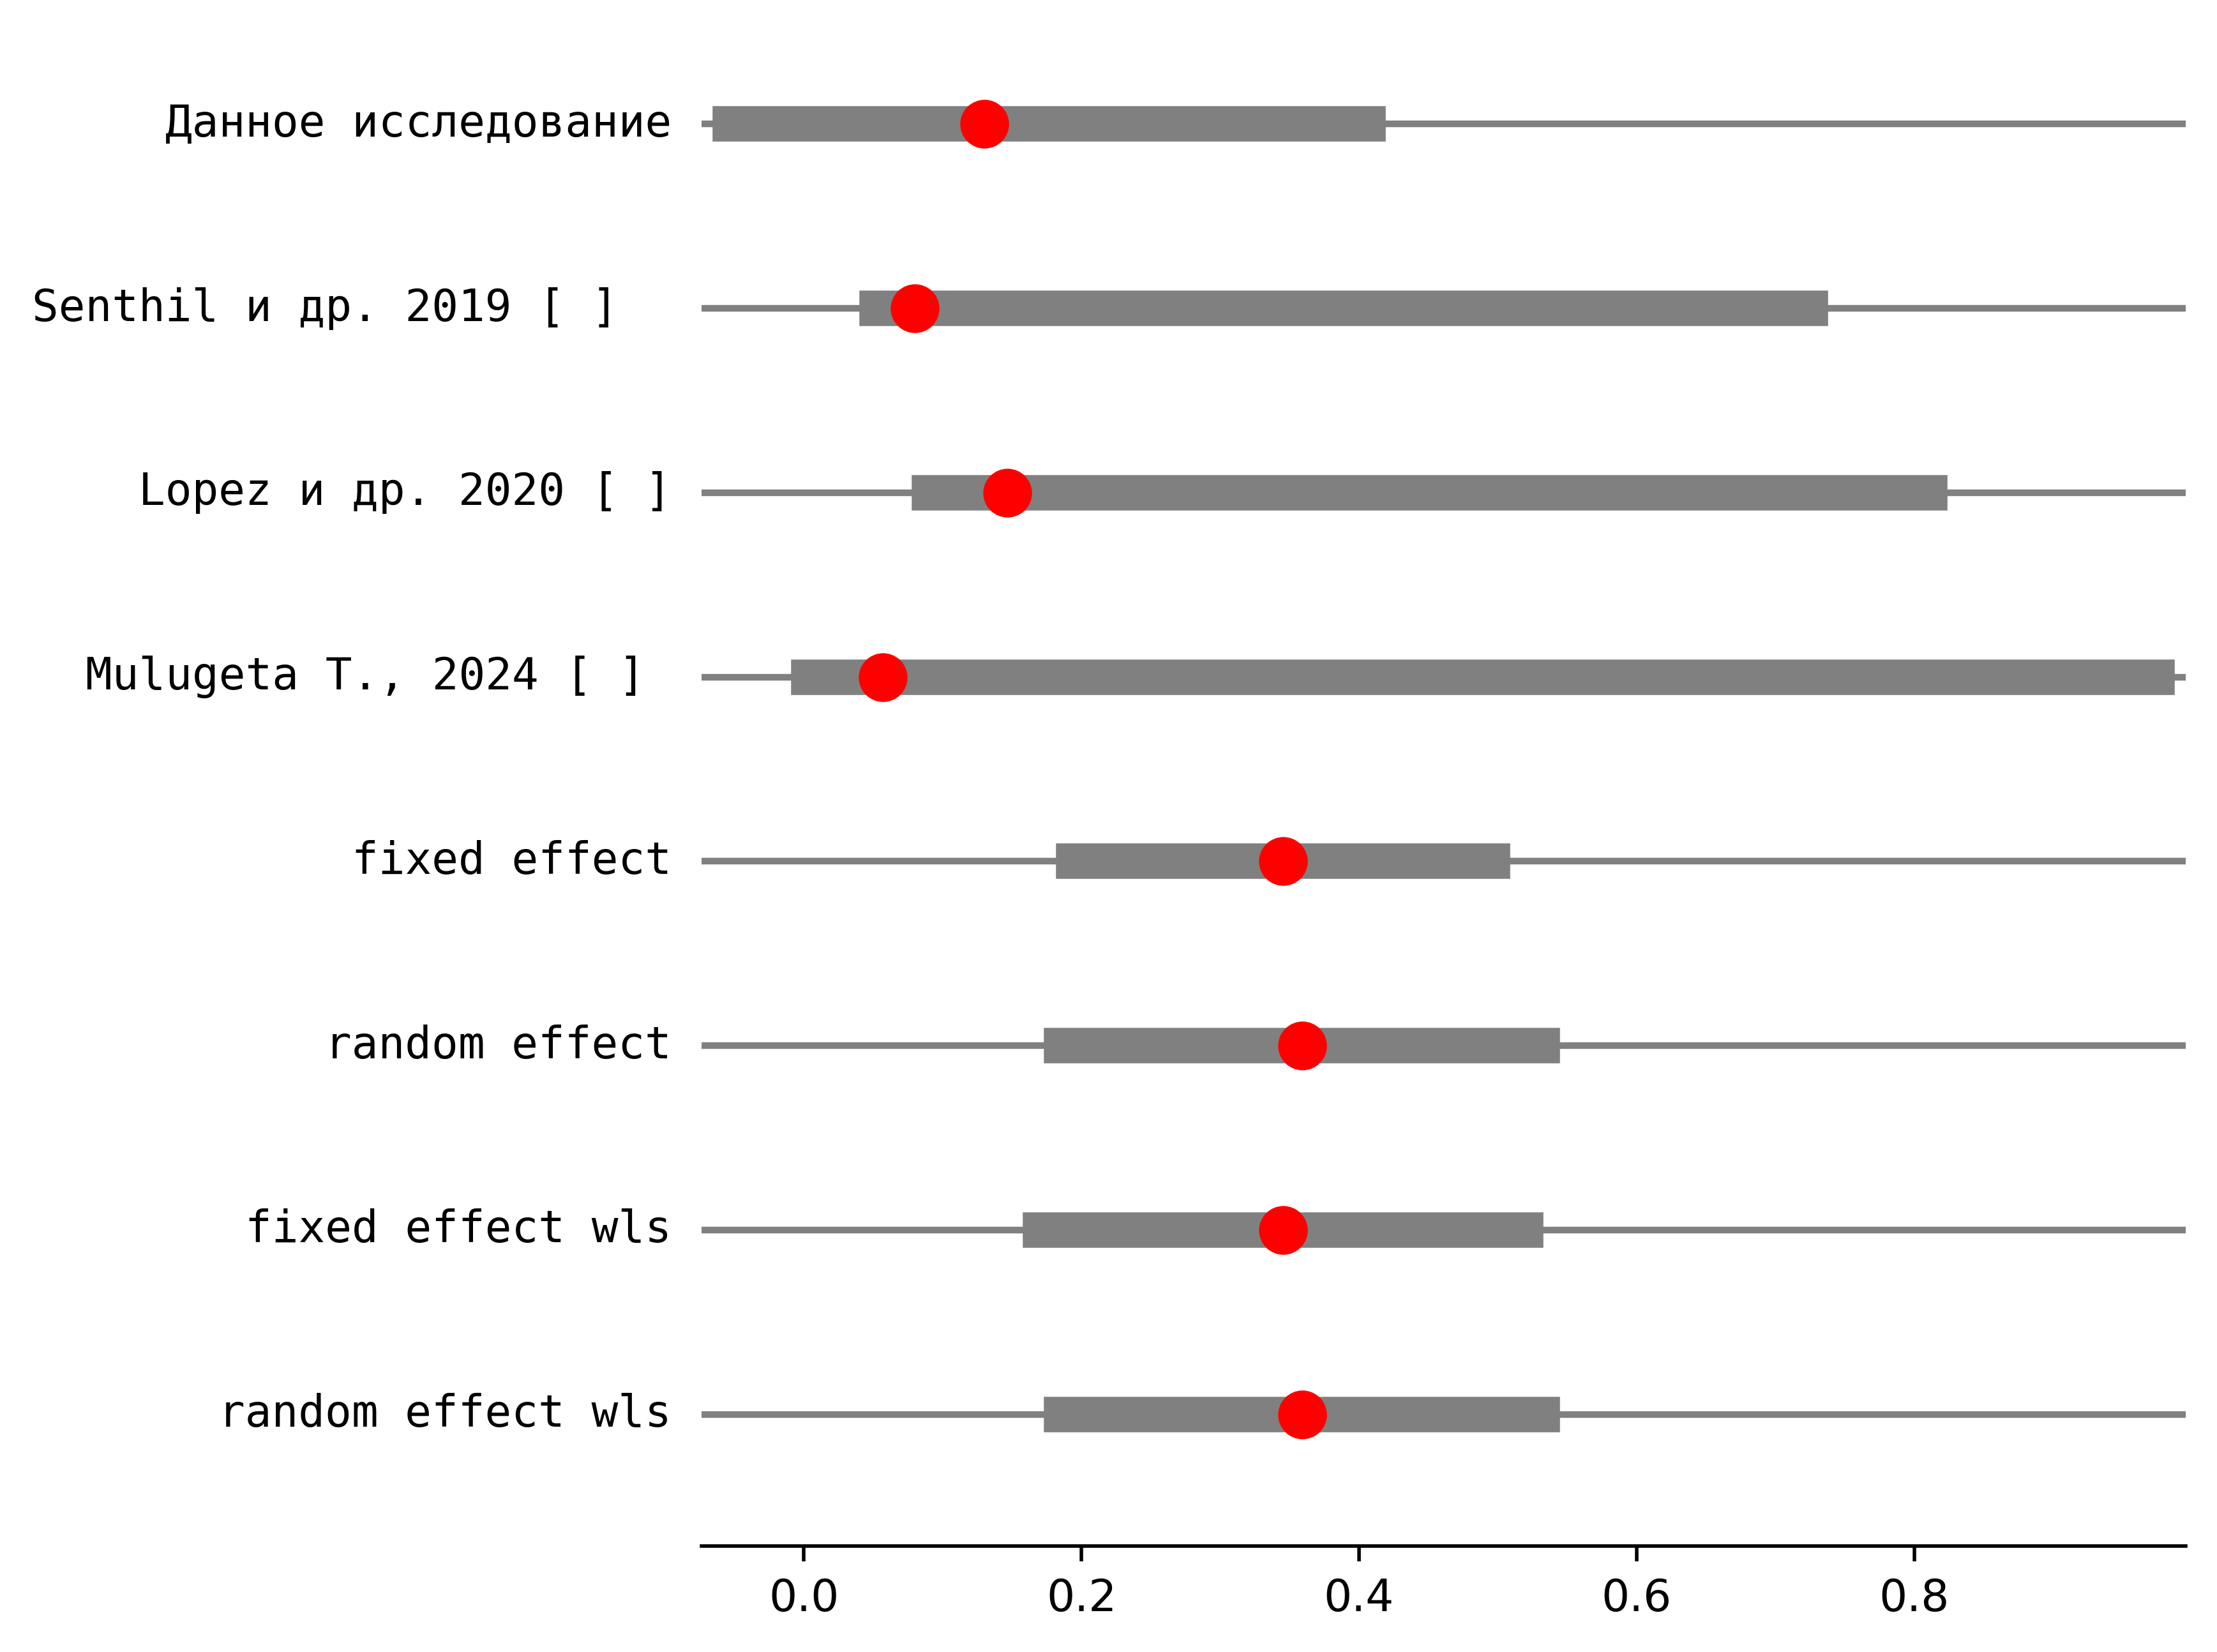 Данное исследование
Senthil и др. 2019 [ ]
Lopez и др. 2020 [ ]
Mulugeta T., 2024 [ ]
fixed effect
random effect
fixed effect wls
random effect wls
0.0 0.2 0.4 0.6 0.8